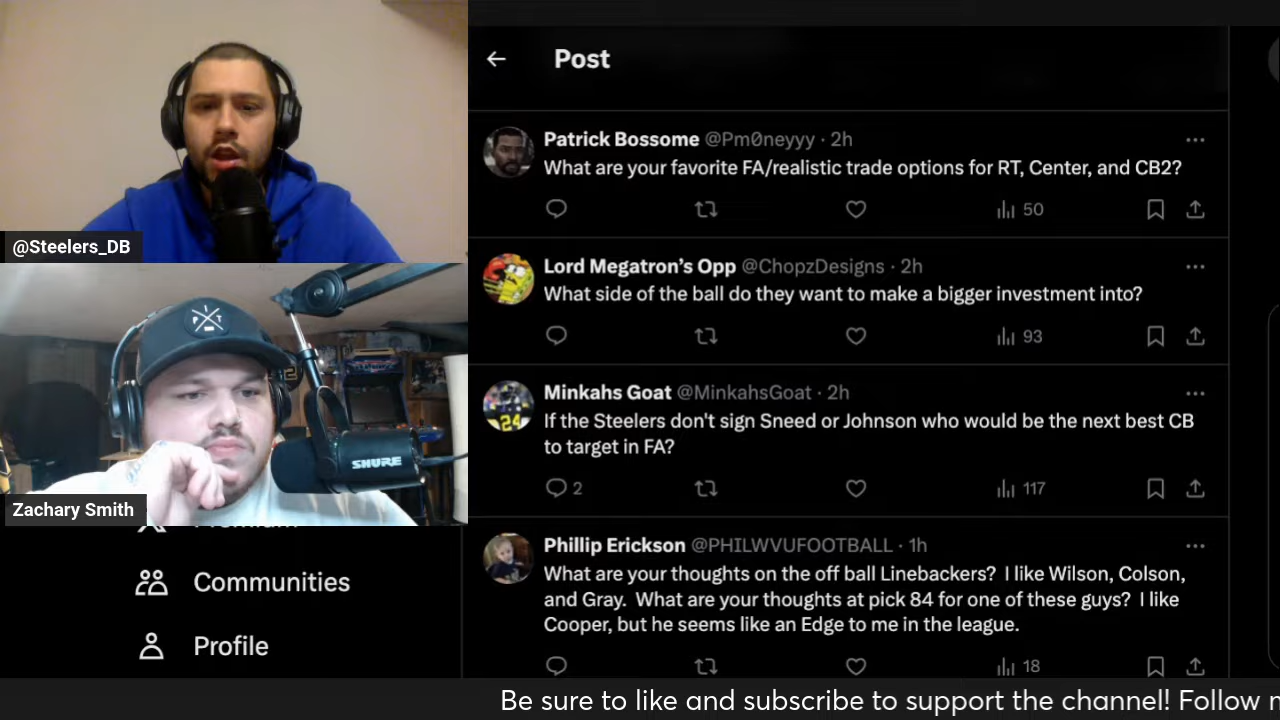 Post
Patrick Bossome @Pm0neyyy · 2h
What are your favorite FA/realistic trade options for RT, Center, and CB2?
50
@Steelers_DB
Lord Megatron's Opp @ChopzDesigns · 2h
What side of the ball do they want to make a bigger investment into?
93
Minkahs Goat @MinkahsGoat · 2h
If the Steelers don't sign Sneed or Johnson who would be the next best CB
to target in FA?
2 117
SHURE
Zachary Smith
Phillip Erickson @PHILWVUFOOTBALL · 1h
What are your thoughts on the off ball Linebackers? I like Wilson, Colson,
and Gray. What are your thoughts at pick 84 for one of these guys? I like
Cooper, but he seems like an Edge to me in the league.
18
Communities
Profile
Be sure to like and subscribe to support the channel! Follow